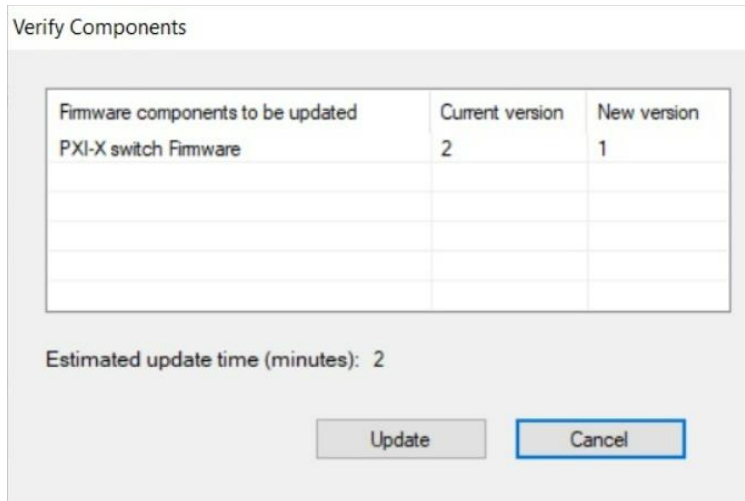 Verify Components
Firmware components to be updated Current version New version
PXI-X switch Firmware 2 1
Estimated update time (minutes): 2
Update Cancel